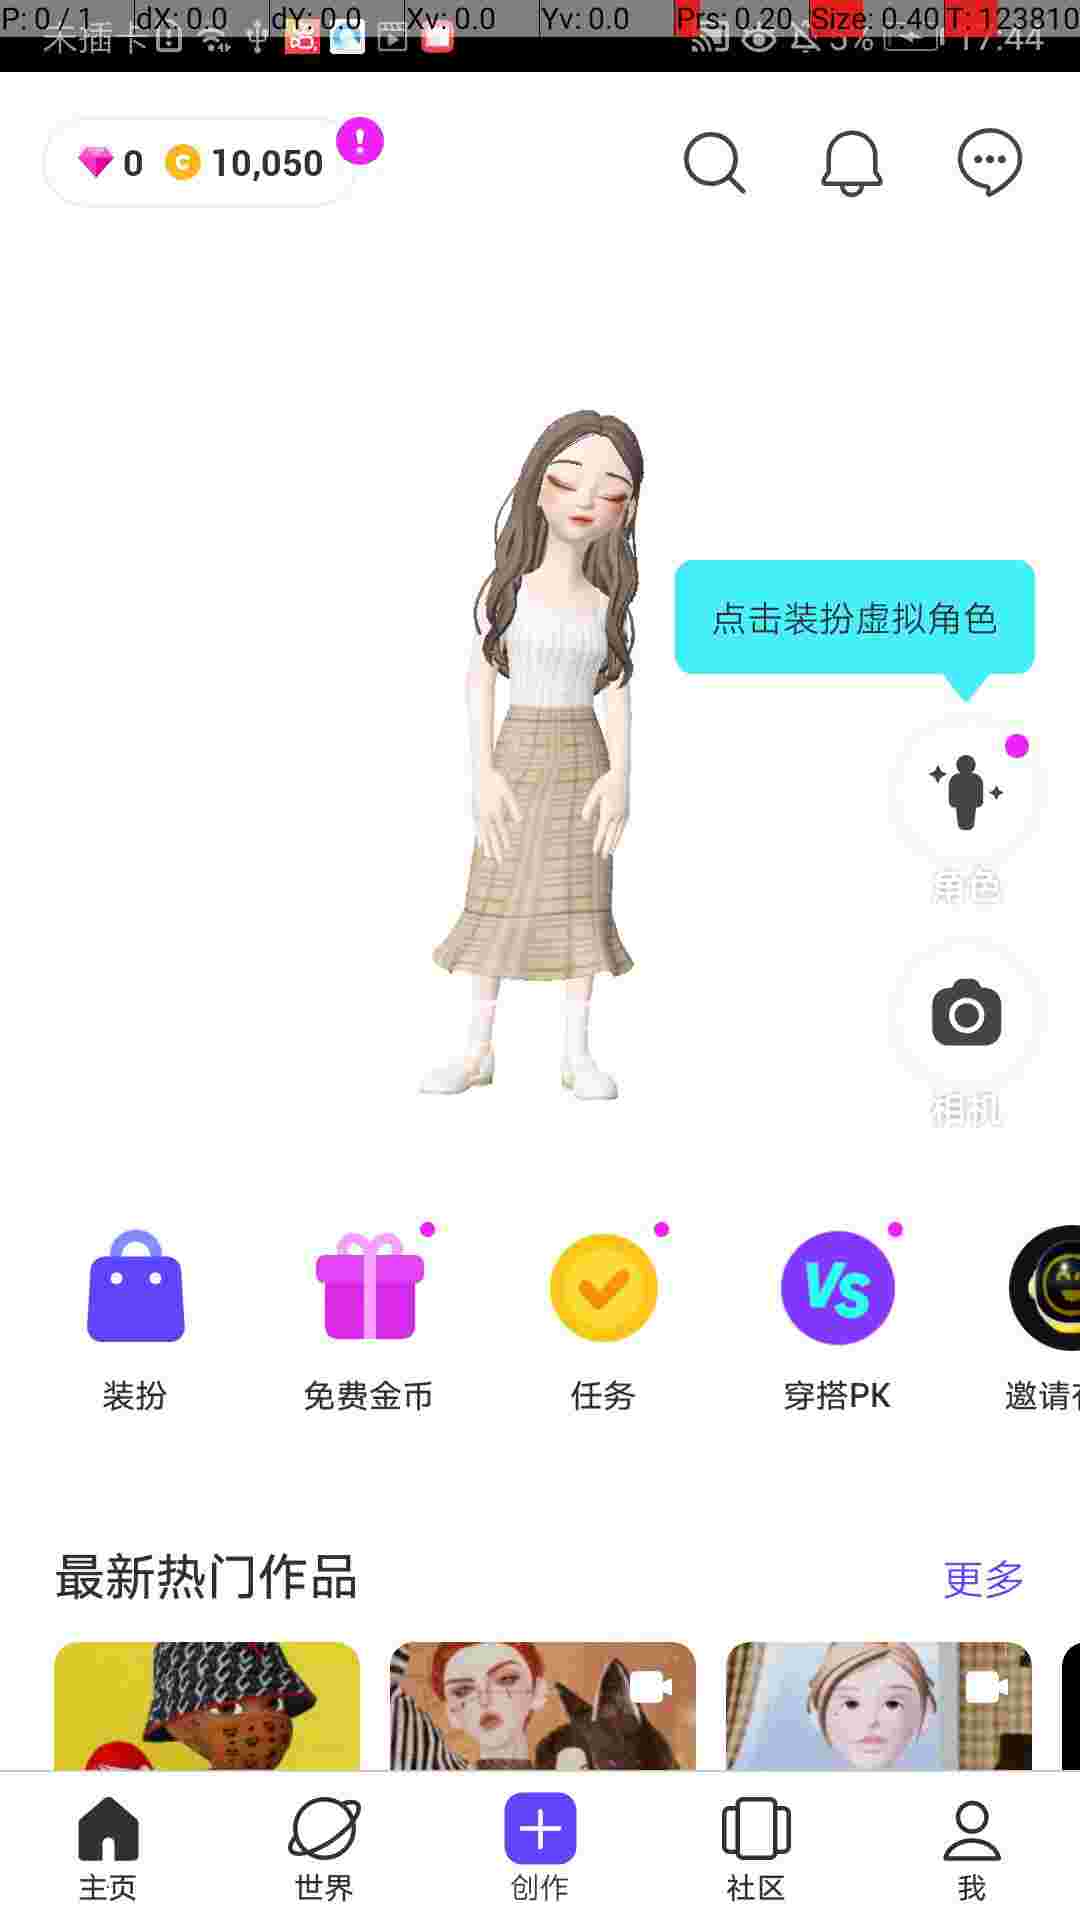 P: 0 / 1 dX: 0.0 dY: 0.0 Xv: 0.0 Yv: 0.0 Prs: 0.20 Size: 0.40 T: 123810
未插卡 5% 17:44
0 10,050
点击装扮虚拟角色
角色
相机
VS
装扮 免费金币 任务 穿搭PK 邀请
最新热门作品 更多
主页 世界 创作 社区 我